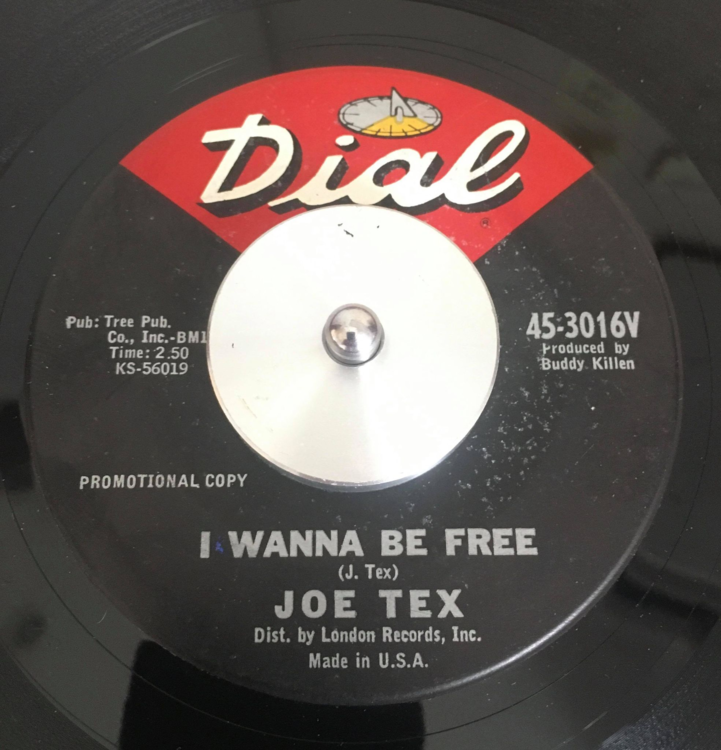 Dial
Pub: Tree Pub.
Co., Inc.-BMI
Time: 2.50
KS-56019
45-3016V
Produced by
Buddy Killen
PROMOTIONAL COPY
I WANNA BE FREE
(J. Tex)
JOE TEX
Dist. by London Records, Inc.
Made in U.S.A.